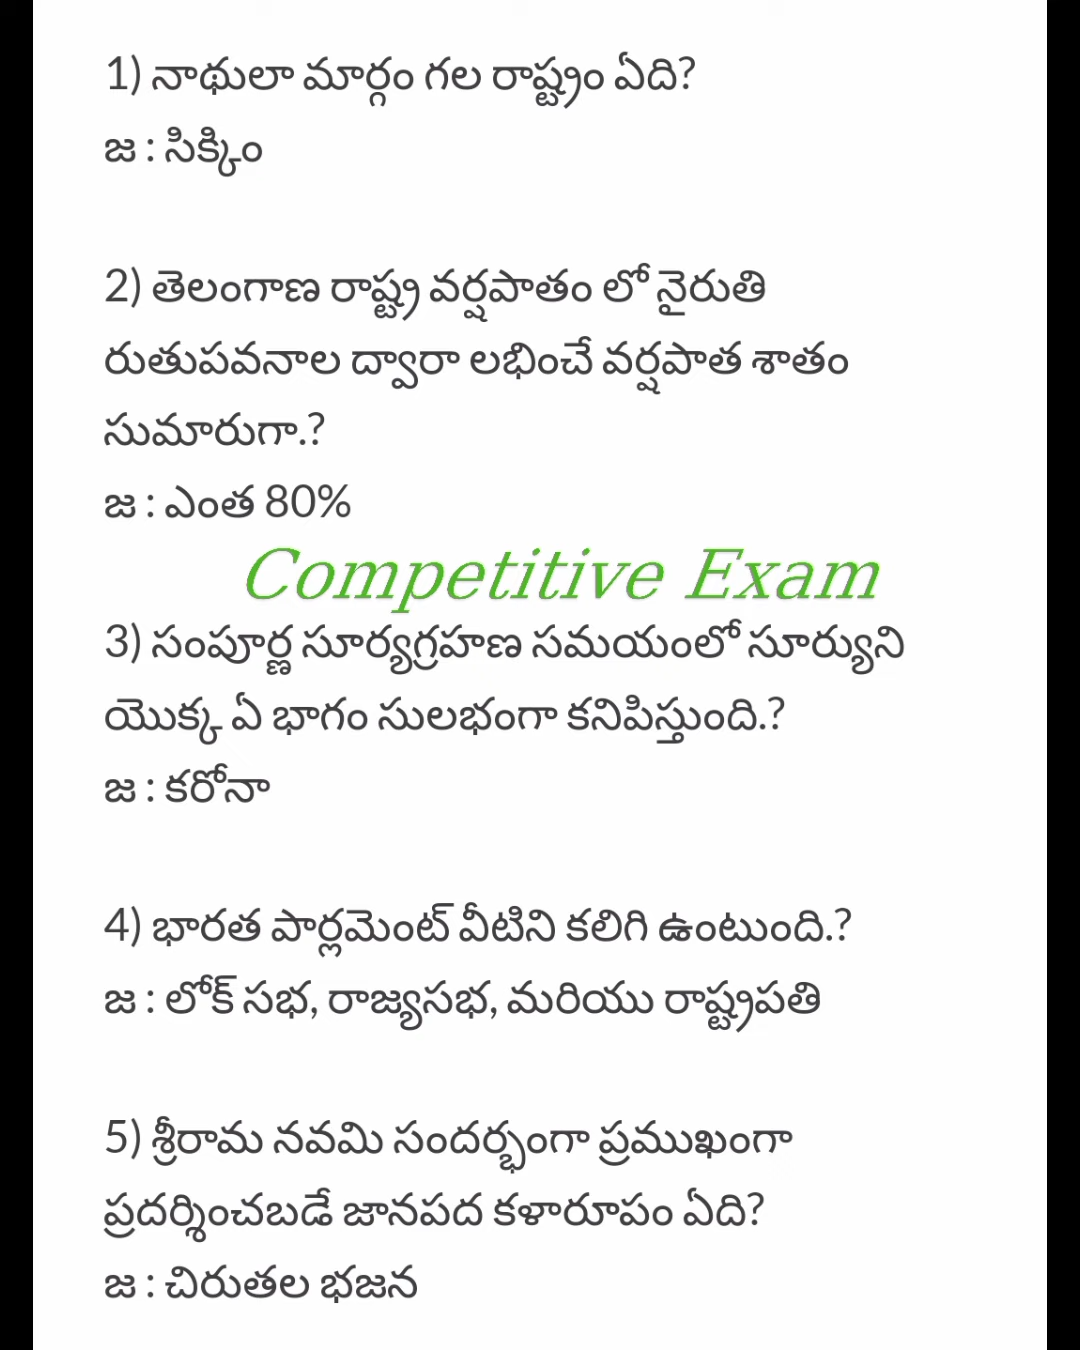 1) నాథులా మార్గం గల రాష్ట్రం ఏది?
జ : సిక్కిం
2) తెలంగాణ రాష్ట్ర వర్షపాతం లో నైరుతి
రుతుపవనాల ద్వారా లభించే వర్షపాత శాతం
సుమారుగా.?
జ : ఎంత 80%
Competitive Exam
3) సంపూర్ణ సూర్యగ్రహణ సమయంలో సూర్యుని
యొక్క ఏ భాగం సులభంగా కనిపిస్తుంది.?
జ : కరోనా
4) భారత పార్లమెంట్ వీటిని కలిగి ఉంటుంది.?
జ : లోక్ సభ, రాజ్యసభ, మరియు రాష్ట్రపతి
5) శ్రీరామ నవమి సందర్భంగా ప్రముఖంగా
ప్రదర్శించబడే జానపద కళారూపం ఏది?
జ : చిరుతల భజన